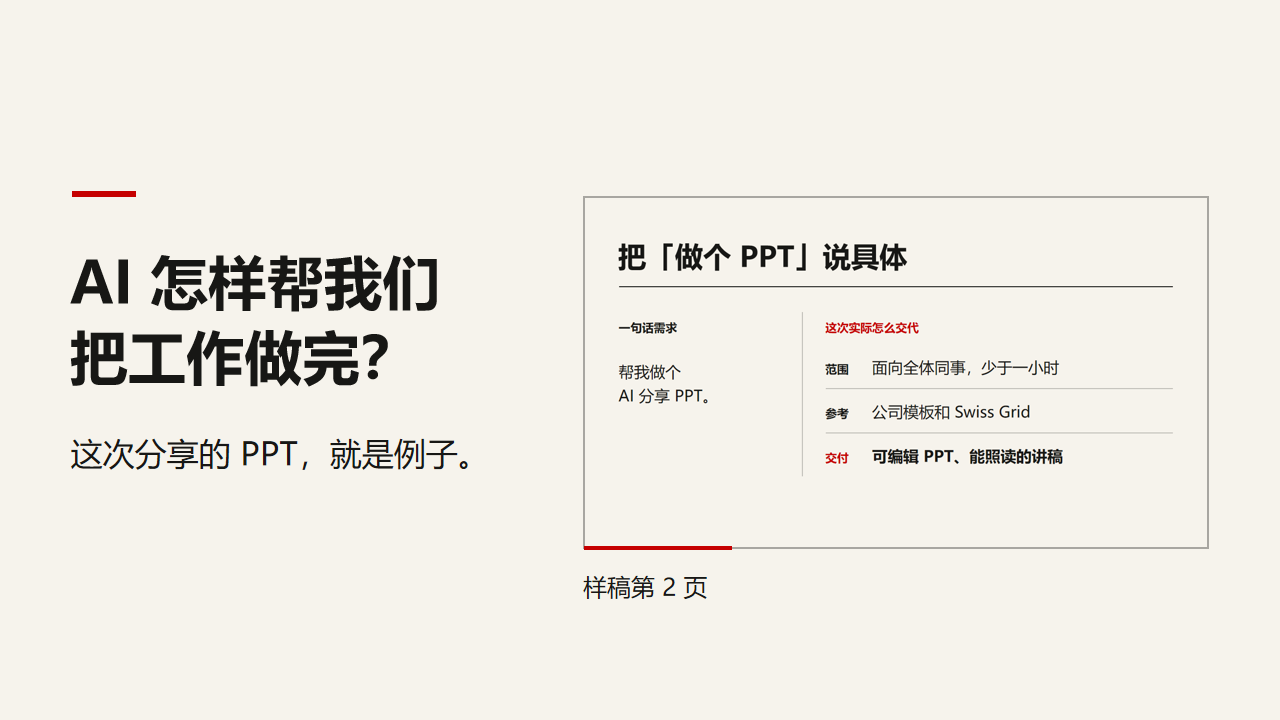 AI 怎样帮我们
把工作做完？
这次分享的 PPT，就是例子。
把「做个 PPT」说具体
一句话需求
帮我做个
AI 分享 PPT。
这次实际怎么交代
范围 面向全体同事，少于一小时
参考 公司模板和 Swiss Grid
交付 可编辑 PPT、能照读的讲稿
样稿第 2 页